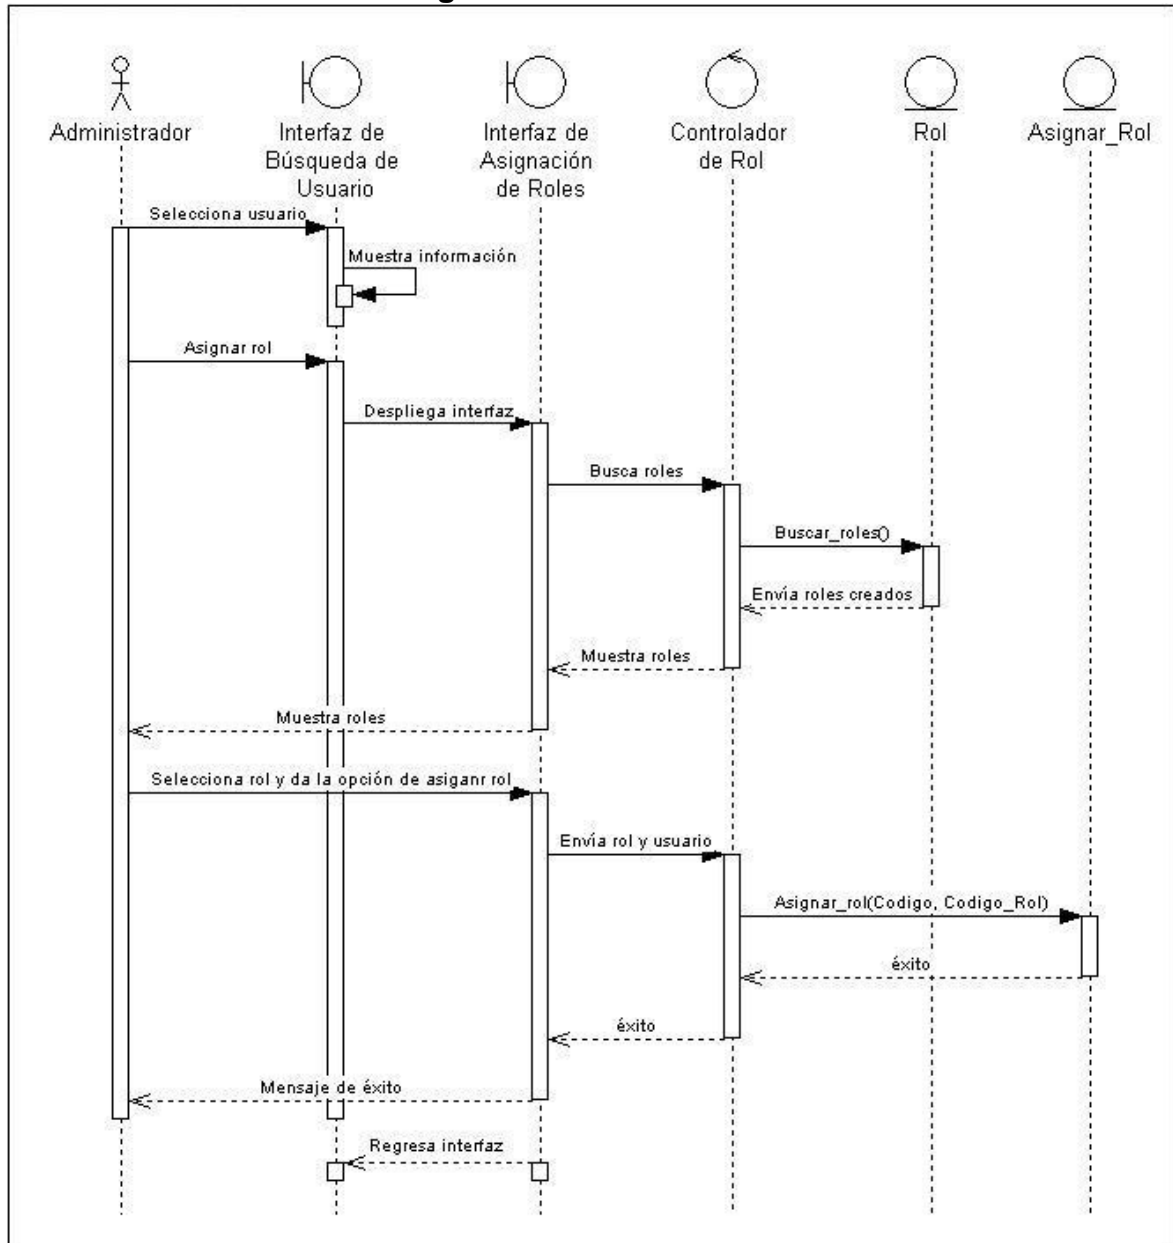 Administrador
Interfaz de
Búsqueda de
Usuario
Interfaz de
Asignación
de Roles
Controlador
de Rol
Rol
Asignar_Rol
Selecciona usuario
Muestra información
Asignar rol
Despliega interfaz
Busca roles
Buscar_roles()
Envía roles creados
Muestra roles
Muestra roles
Selecciona rol y da la opción de asiganr rol
Envía rol y usuario
Asignar_rol(Codigo, Codigo_Rol)
éxito
éxito
Mensaje de éxito
Regresa interfaz